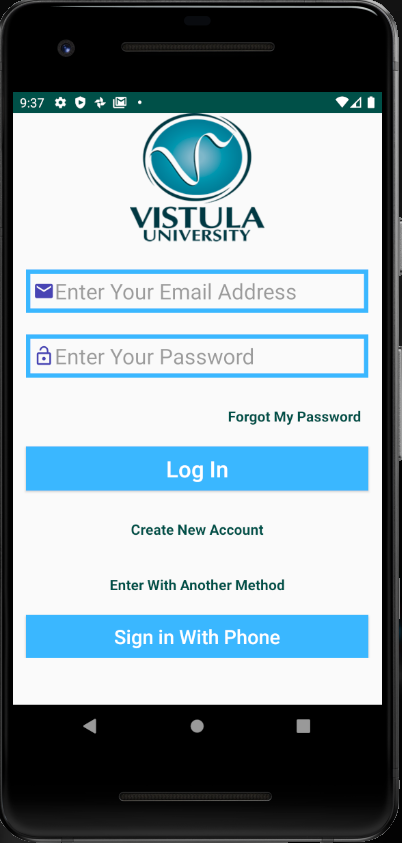 9:37
VISTULA
UNIVERSITY
Enter Your Email Address
Enter Your Password
Forgot My Password
Log In
Create New Account
Enter With Another Method
Sign in With Phone